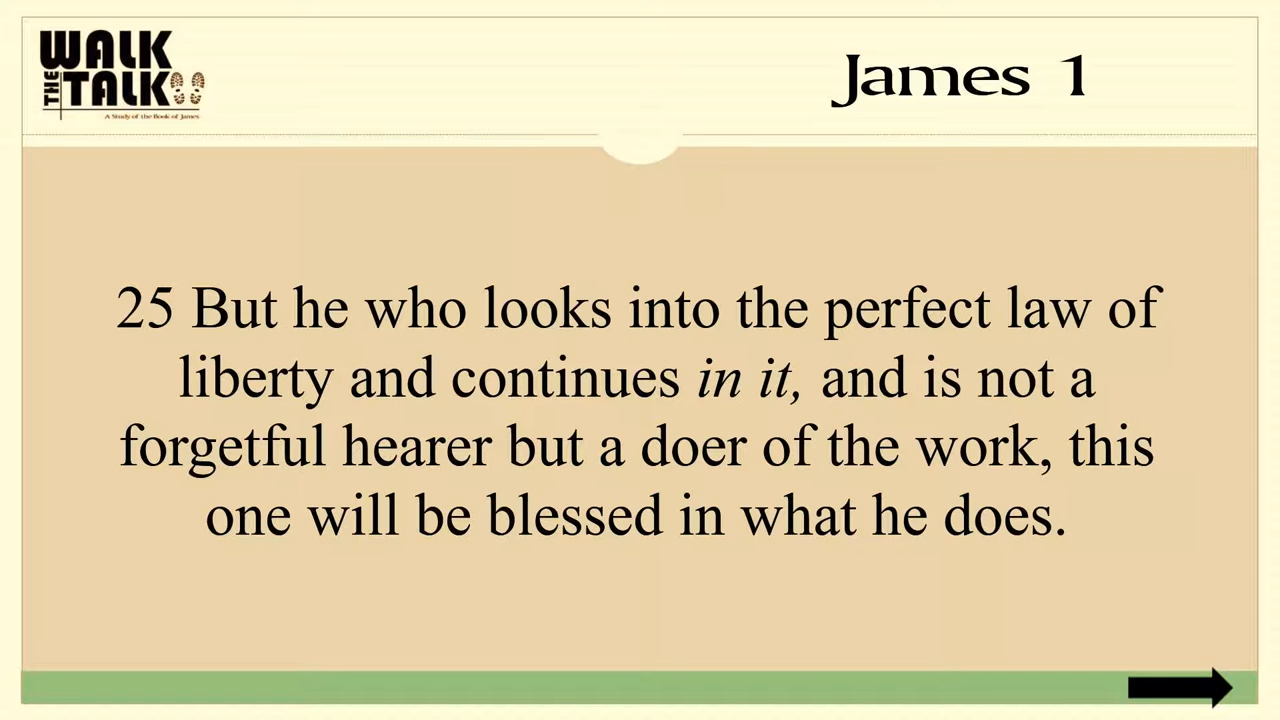 WALK
THE TALK
A Study of the Book of James
James 1
25 But he who looks into the perfect law of
liberty and continues in it, and is not a
forgetful hearer but a doer of the work, this
one will be blessed in what he does.